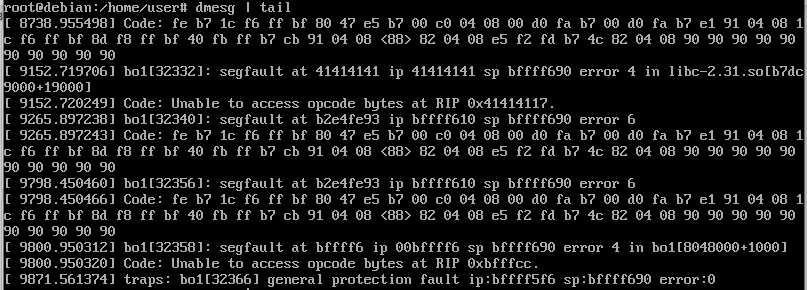 root@debian:/home/user# dmesg | tail
[ 8738.955498] Code: fe b7 1c f6 ff bf 80 47 e5 b7 00 c0 04 08 00 d0 fa b7 00 d0 fa b7 e1 91 04 08 1
c f6 ff bf 8d f8 ff bf 40 fb ff b7 cb 91 04 08 <88> 82 04 08 e5 f2 fd b7 4c 82 04 08 90 90 90 90 90
90 90 90 90 90
[ 9152.719706] bo1[32332]: segfault at 41414141 ip 41414141 sp bffff690 error 4 in libc-2.31.so[b7dc
9000+19000]
[ 9152.720249] Code: Unable to access opcode bytes at RIP 0x41414117.
[ 9265.897238] bo1[32340]: segfault at b2e4fe93 ip bffff610 sp bffff690 error 6
[ 9265.897243] Code: fe b7 1c f6 ff bf 80 47 e5 b7 00 c0 04 08 00 d0 fa b7 00 d0 fa b7 e1 91 04 08 1
c f6 ff bf 8d f8 ff bf 40 fb ff b7 cb 91 04 08 <88> 82 04 08 e5 f2 fd b7 4c 82 04 08 90 90 90 90 90
90 90 90 90 90
[ 9798.450460] bo1[32356]: segfault at b2e4fe93 ip bffff610 sp bffff690 error 6
[ 9798.450466] Code: fe b7 1c f6 ff bf 80 47 e5 b7 00 c0 04 08 00 d0 fa b7 00 d0 fa b7 e1 91 04 08 1
c f6 ff bf 8d f8 ff bf 40 fb ff b7 cb 91 04 08 <88> 82 04 08 e5 f2 fd b7 4c 82 04 08 90 90 90 90 90
90 90 90 90 90
[ 9800.950312] bo1[32358]: segfault at bffff6 ip 00bffff6 sp bffff690 error 4 in bo1[8048000+1000]
[ 9800.950320] Code: Unable to access opcode bytes at RIP 0xbfffcc.
[ 9871.561374] traps: bo1[32366] general protection fault ip:bffff5f6 sp:bffff690 error:0